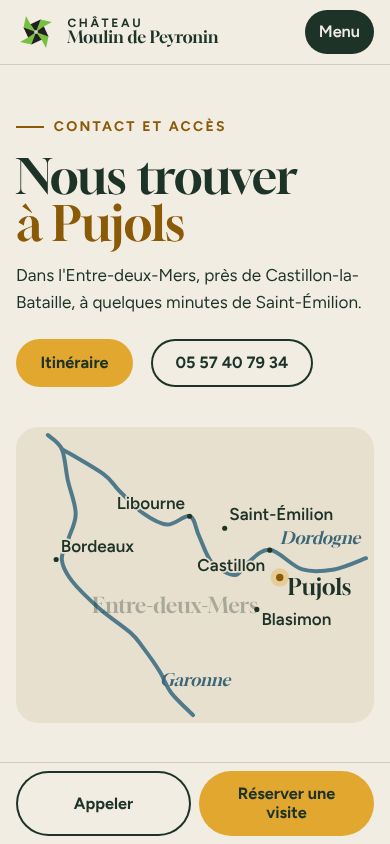 CHÂTEAU
Moulin de Peyronin
Menu
CONTACT ET ACCÈS
Nous trouver
à Pujols
Dans l'Entre-deux-Mers, près de Castillon-la-
Bataille, à quelques minutes de Saint-Émilion.
Itinéraire
05 57 40 79 34
Libourne
Saint-Émilion
Dordogne
Bordeaux
Castillon
Pujols
Entre-deux-Mers
Blasimon
Garonne
Appeler
Réserver une
visite